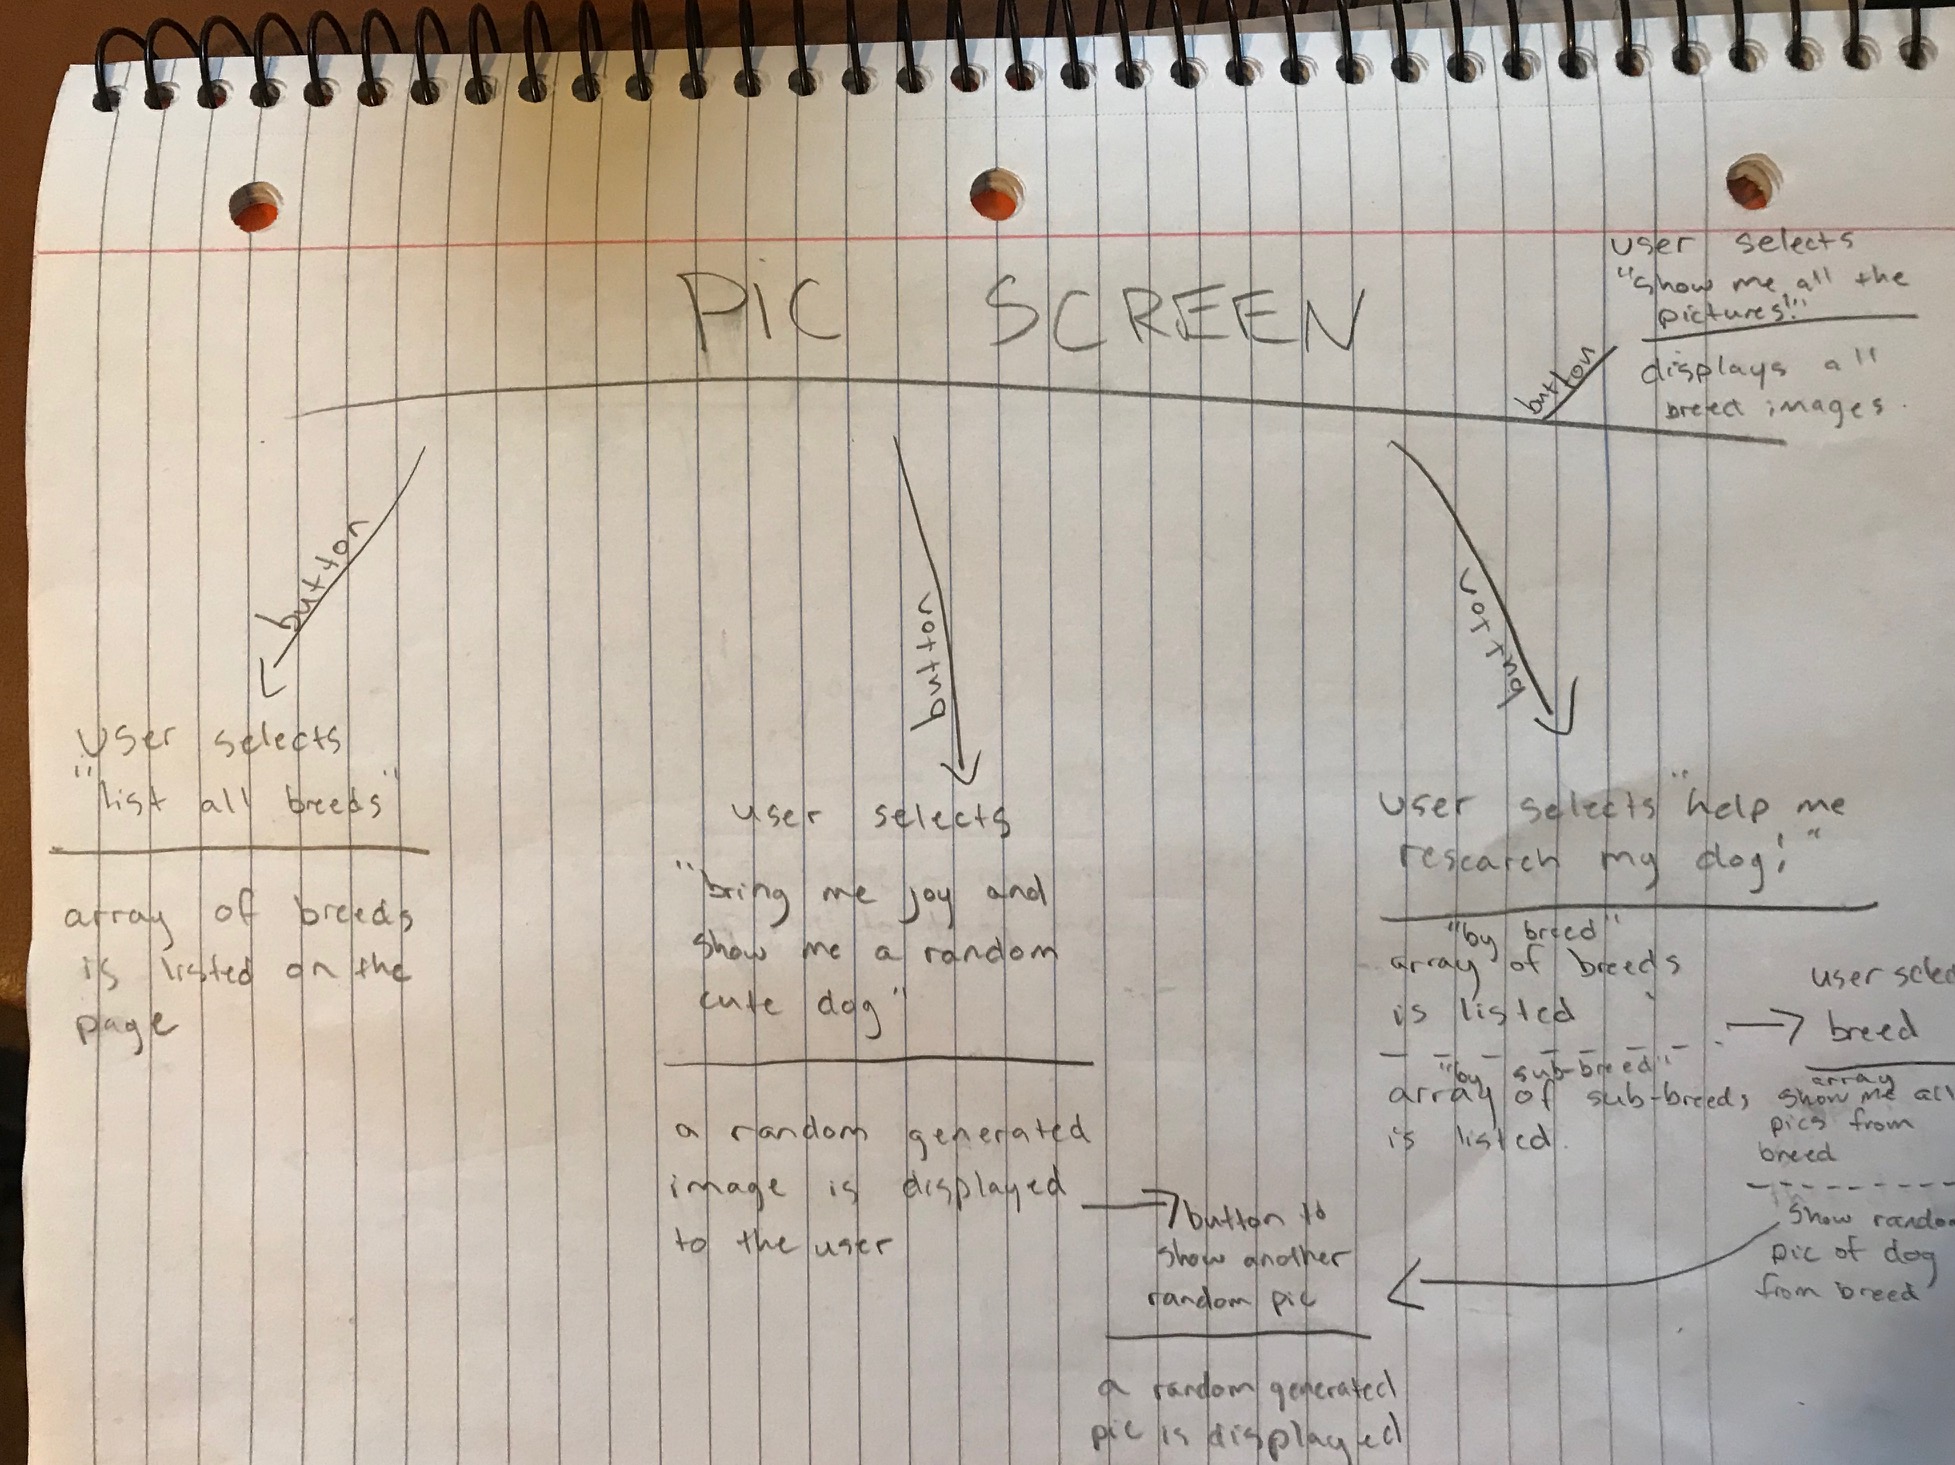 PIC SCREEN
user selects
"show me all the
pictures!"
displays all
breed images.
button
button
button
button
user selects
"list all breeds"
array of breeds
is listed on the
page
user selects
"bring me joy and
show me a random
cute dog"
a random generated
image is displayed
to the user
button to
show another
random pic
a random generated
pic is displayed
user selects "help me
research my dog!"
"by breed"
array of breeds
is listed
"by sub-breed"
array of sub-breeds
is listed.
user selec
breed
array
show me all
pics from
breed
show rando
pic of dog
from breed